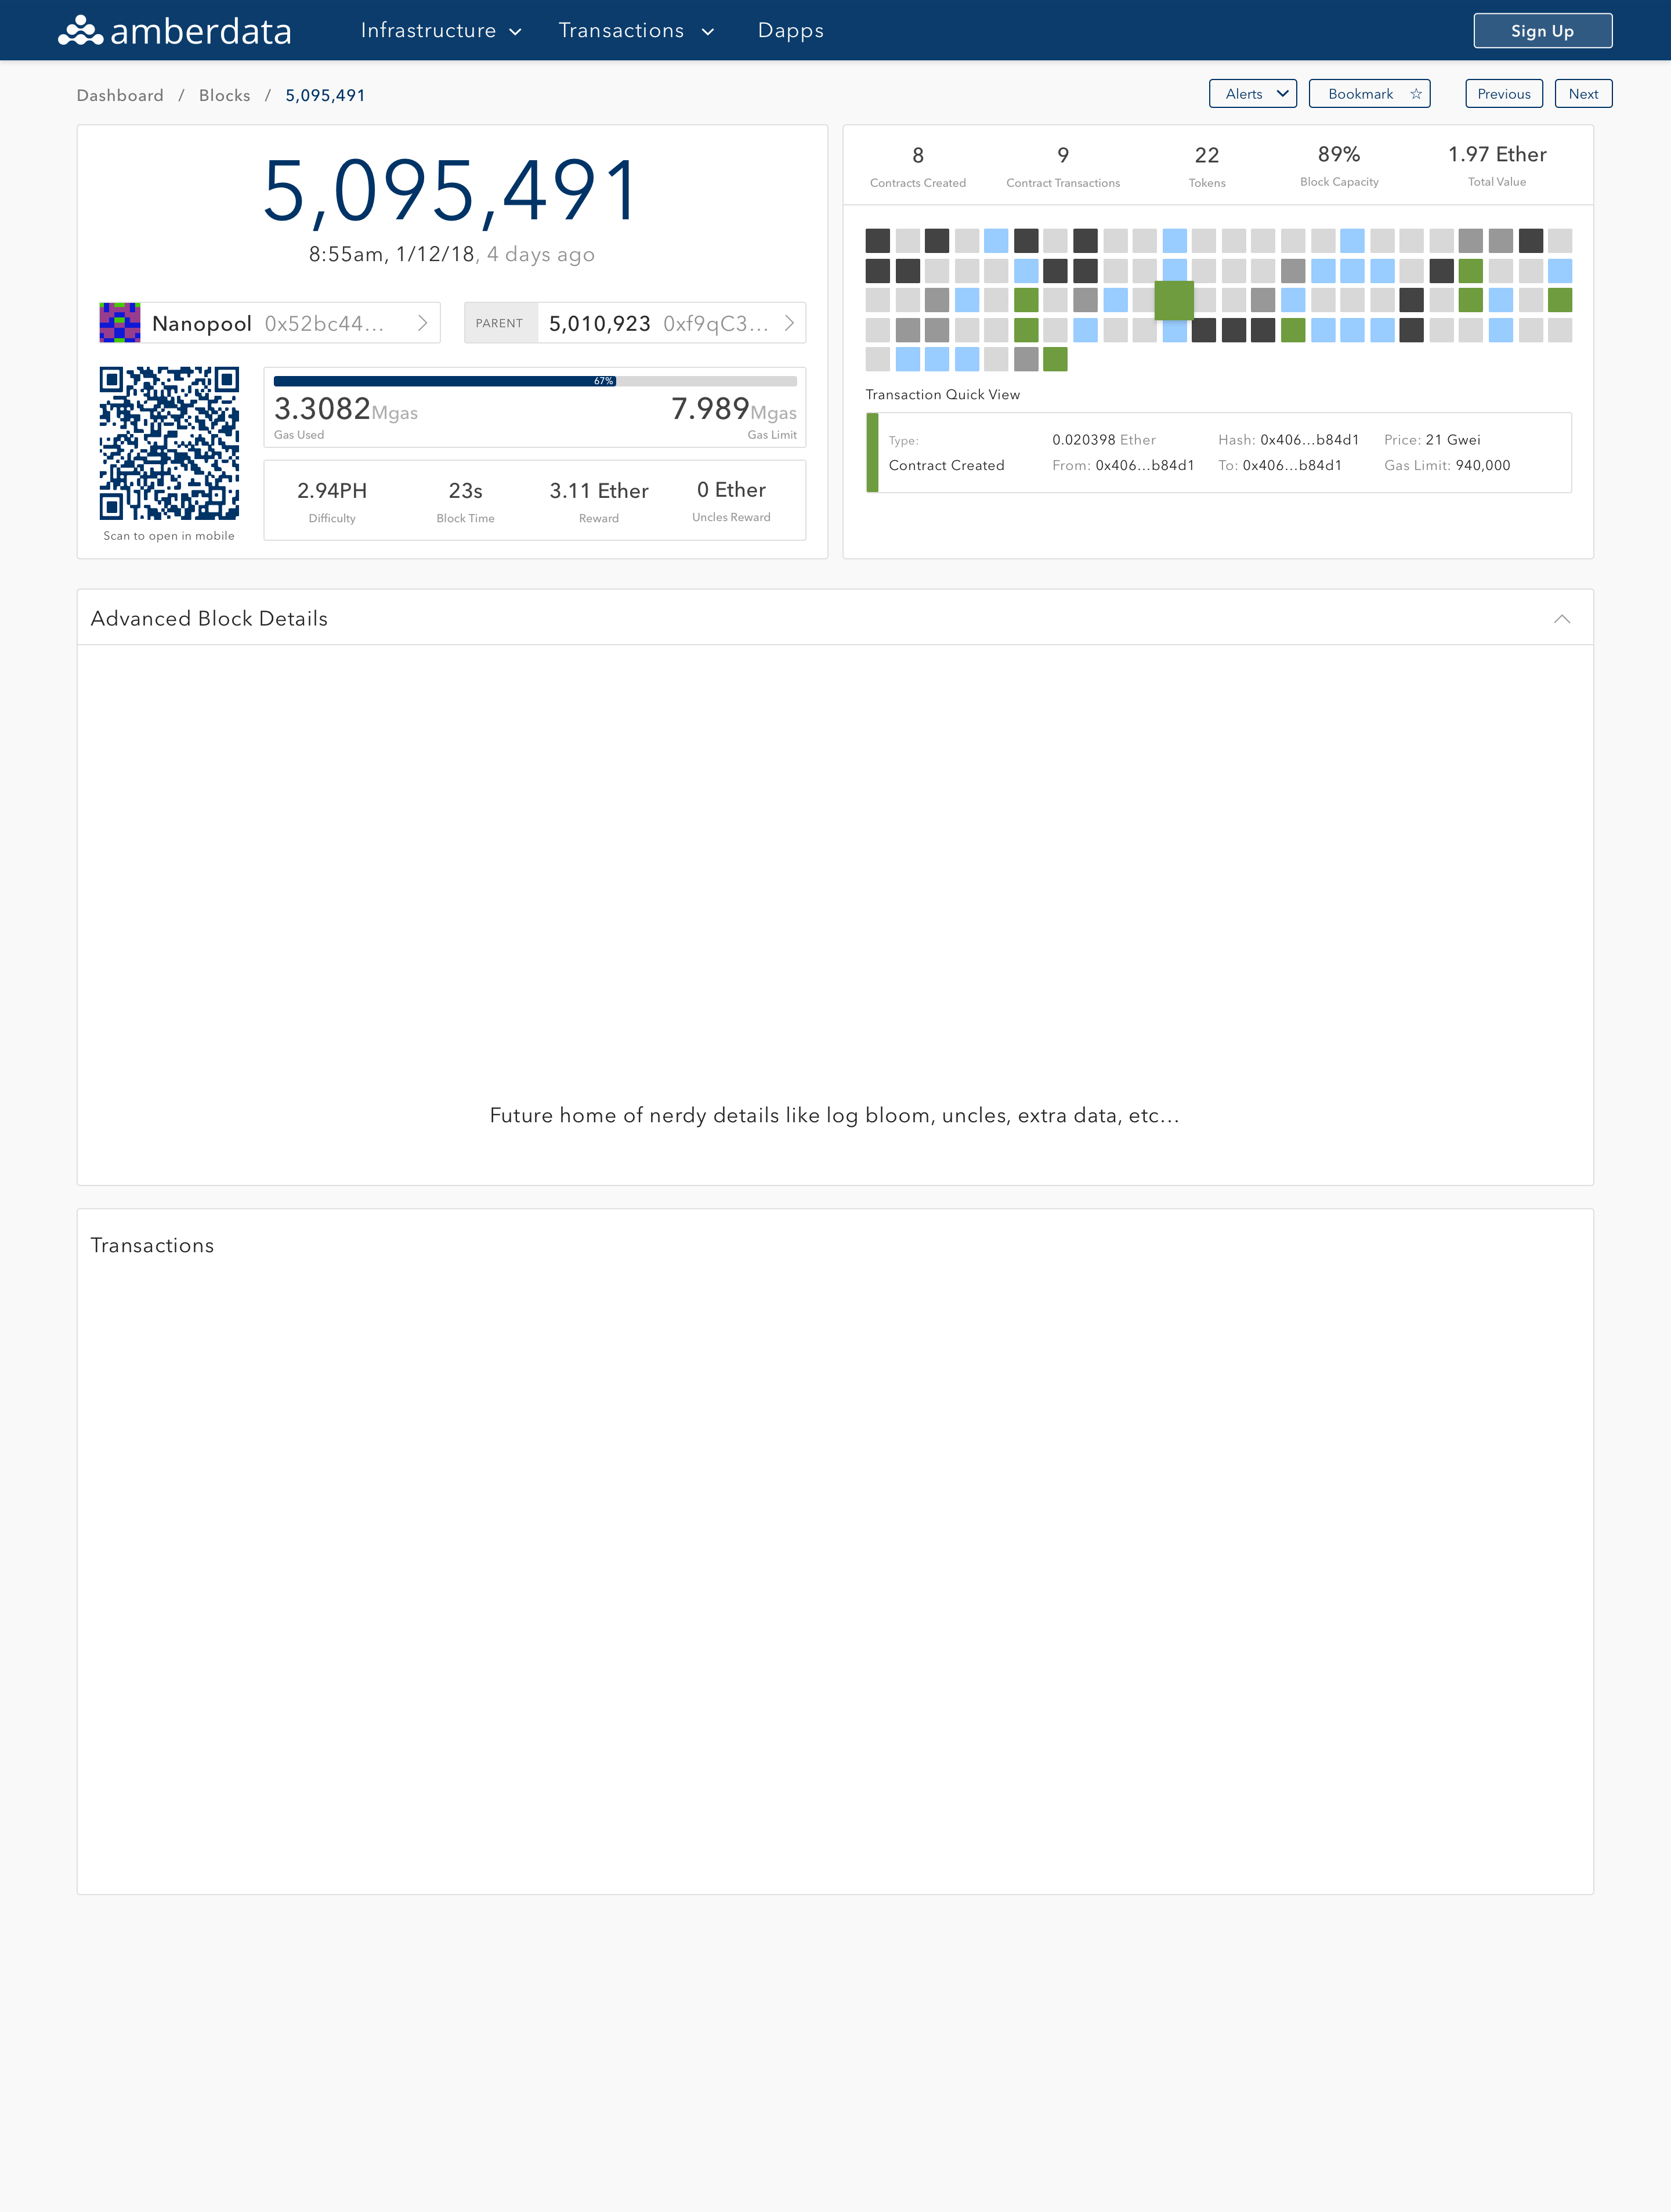 amberdata
Infrastructure
Transactions
Dapps
Sign Up
Dashboard / Blocks / 5,095,491
Alerts
Bookmark ☆
Previous
Next
5,095,491
8:55am, 1/12/18, 4 days ago
Nanopool 0x52bc44...
PARENT 5,010,923 0xf9qC3...
67%
3.3082Mgas
7.989Mgas
Gas Used
Gas Limit
2.94PH
23s
3.11 Ether
0 Ether
Difficulty
Block Time
Reward
Uncles Reward
Scan to open in mobile
8
9
22
89%
1.97 Ether
Contracts Created
Contract Transactions
Tokens
Block Capacity
Total Value
Transaction Quick View
Type:
0.020398 Ether
Hash: 0x406...b84d1
Price: 21 Gwei
Contract Created
From: 0x406...b84d1
To: 0x406...b84d1
Gas Limit: 940,000
Advanced Block Details
Future home of nerdy details like log bloom, uncles, extra data, etc...
Transactions